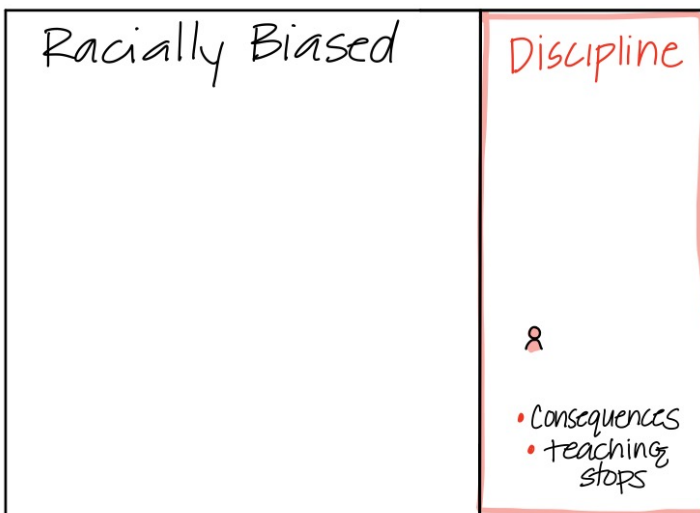 Racially Biased
Discipline
• Consequences
• teaching
stops